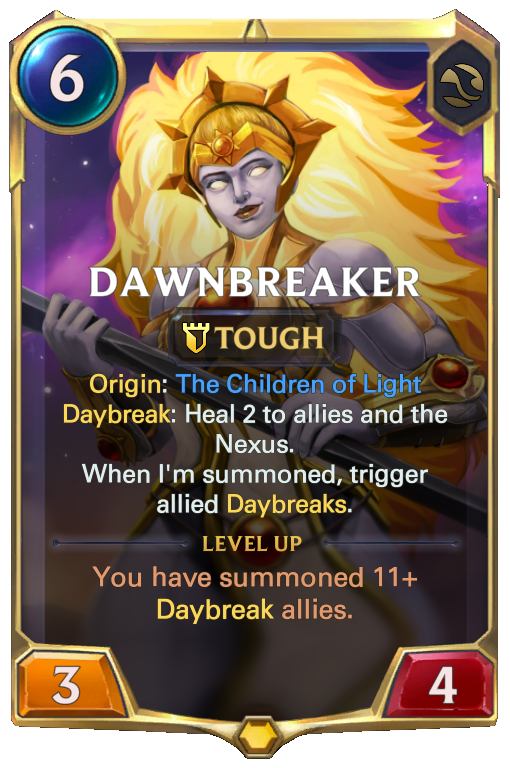 6
DAWNBREAKER
TOUGH
Origin: The Children of Light
Daybreak: Heal 2 to allies and the
Nexus.
When I'm summoned, trigger
allied Daybreaks.
LEVEL UP
You have summoned 11+
Daybreak allies.
3
4